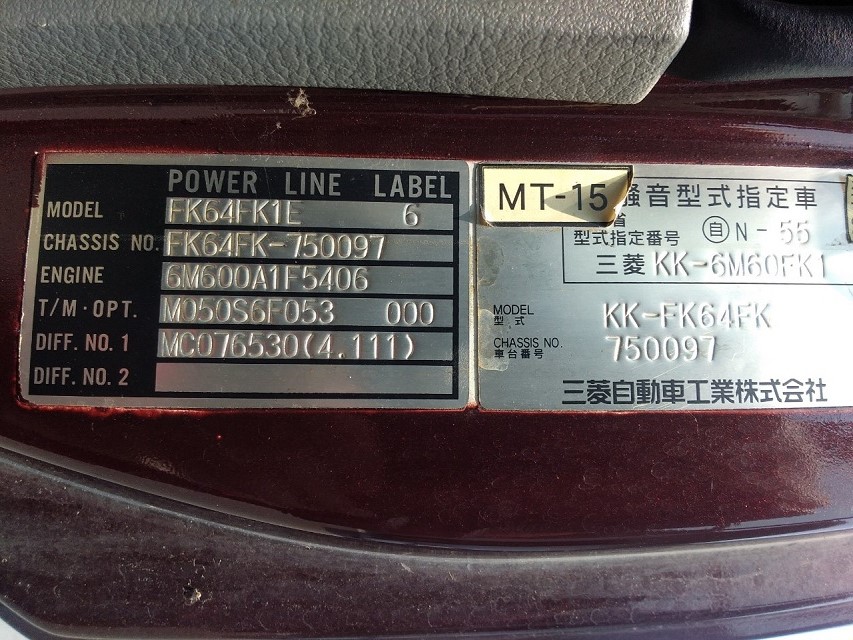 POWER LINE LABEL
MODEL FK64FK1E 6
CHASSIS NO. FK64FK-750097
ENGINE 6M600A1F5406
T/M·OPT. M050S6F053 000
DIFF. NO. 1 MC076530(4.111)
DIFF. NO. 2
MT-15
騒音型式指定車
省
型式指定番号 自 N-55
三菱 KK-6M60FK1
MODEL
型式
KK-FK64FK
CHASSIS NO.
車台番号
750097
三菱自動車工業株式会社